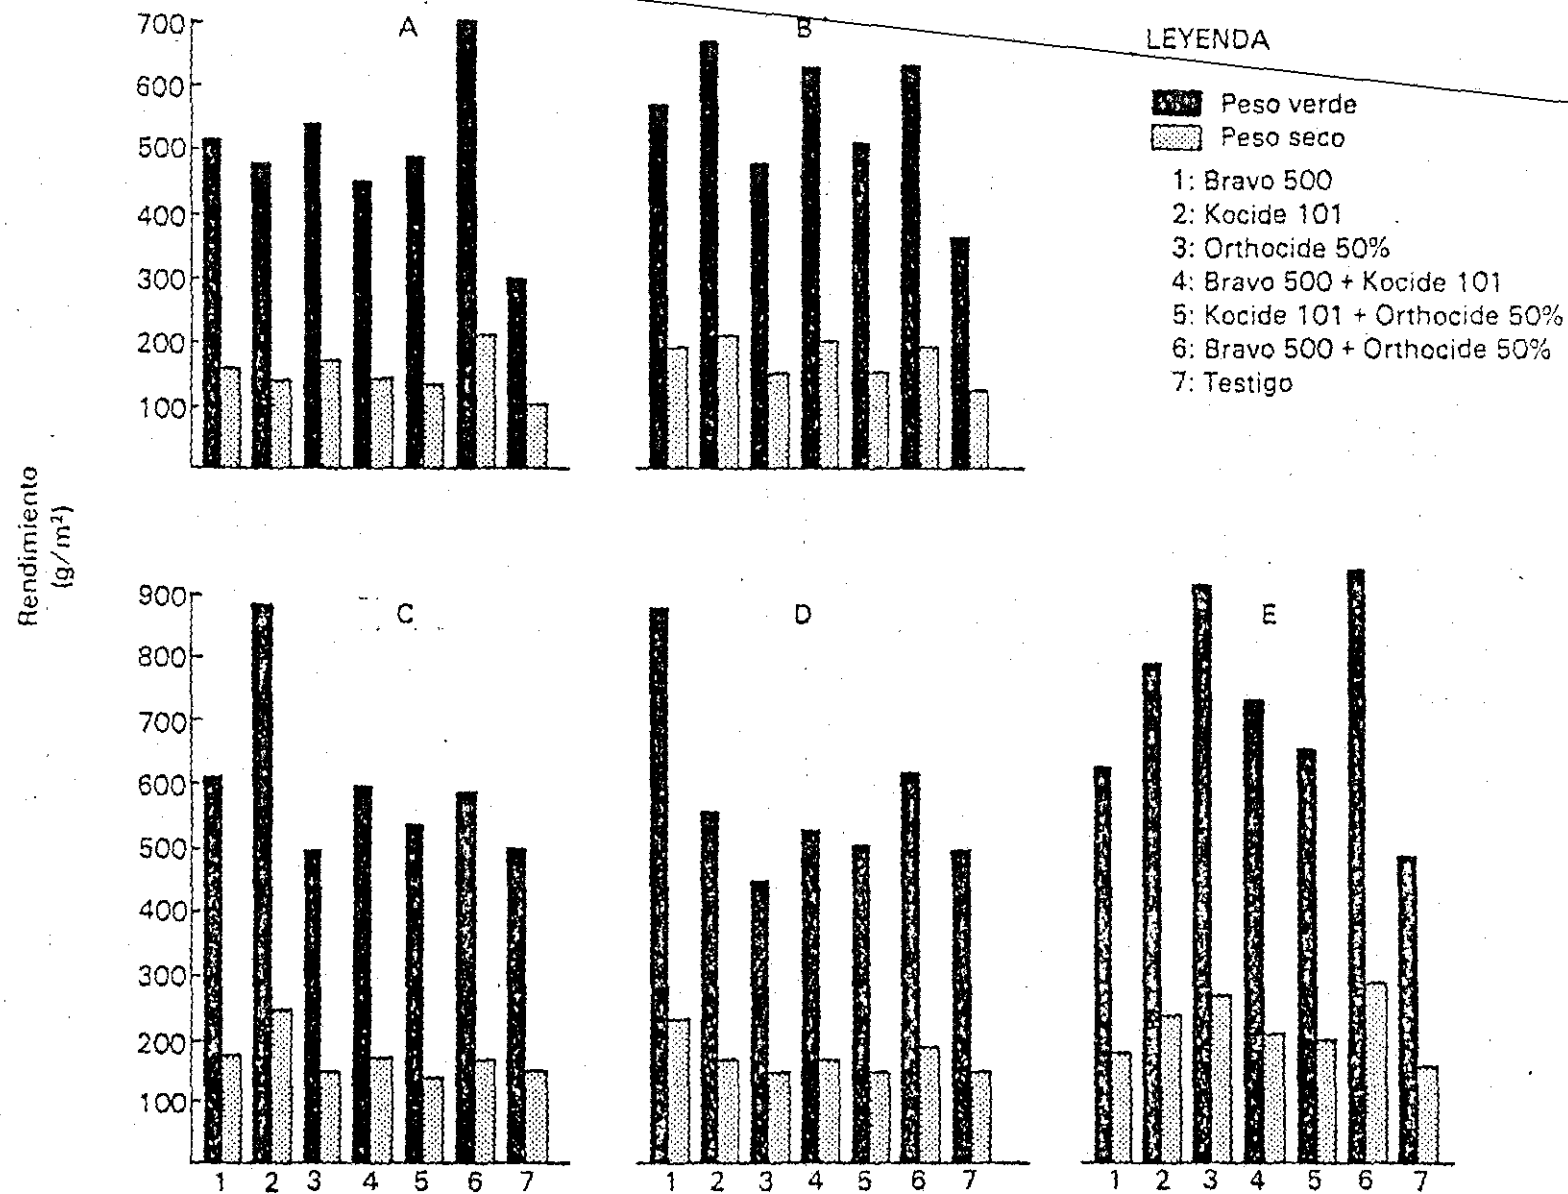 Rendimiento
(g/m²)
A
700
600
500
400
300
200
100
B
LEYENDA
Peso verde
Peso seco
1: Bravo 500
2: Kocide 101
3: Orthocide 50%
4: Bravo 500 + Kocide 101
5: Kocide 101 + Orthocide 50%
6: Bravo 500 + Orthocide 50%
7: Testigo
C
900
800
700
600
500
400
300
200
100
1 2 3 4 5 6 7
D
1 2 3 4 5 6 7
E
1 2 3 4 5 6 7